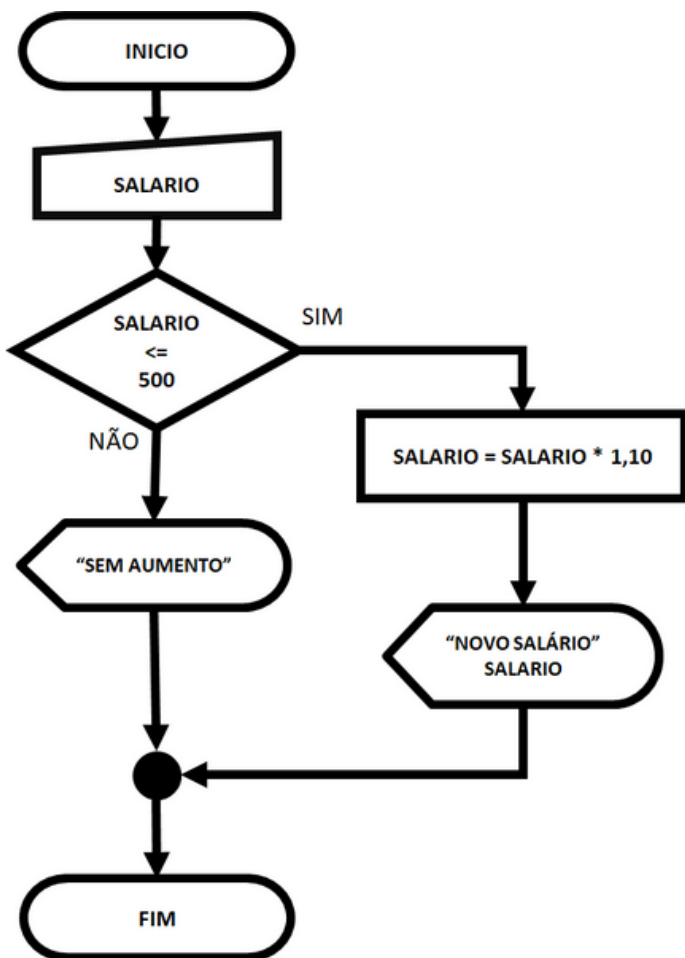 INICIO
SALARIO
SALARIO
<=
500
SIM
NÃO
SALARIO = SALARIO * 1,10
“SEM AUMENTO”
“NOVO SALÁRIO”
SALARIO
FIM